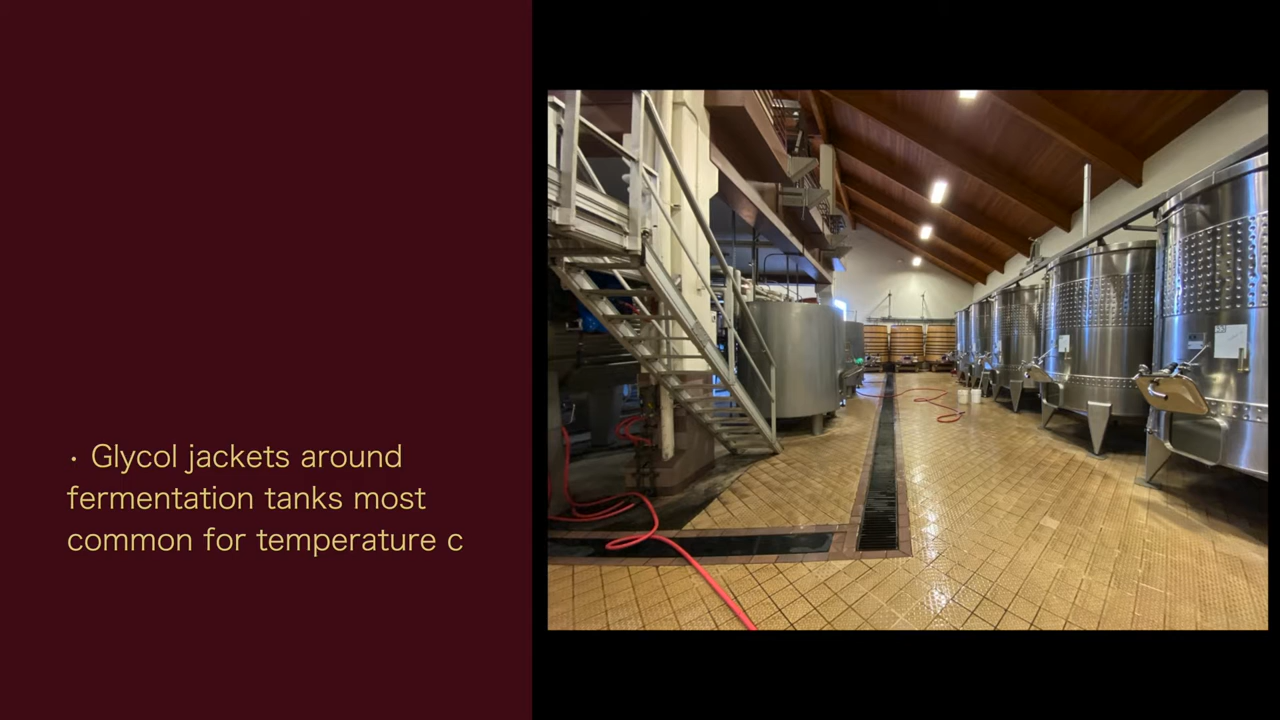 · Glycol jackets around
fermentation tanks most
common for temperature c